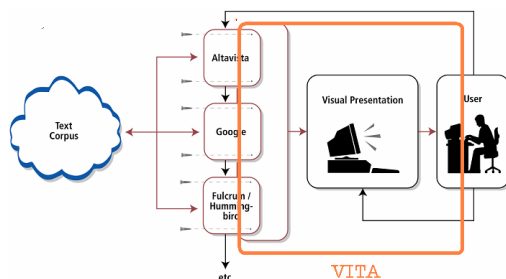 Altavista
Text
Corpus
Google
Fulcrum /
Humming-
bird
etc
Visual Presentation
User
VITA